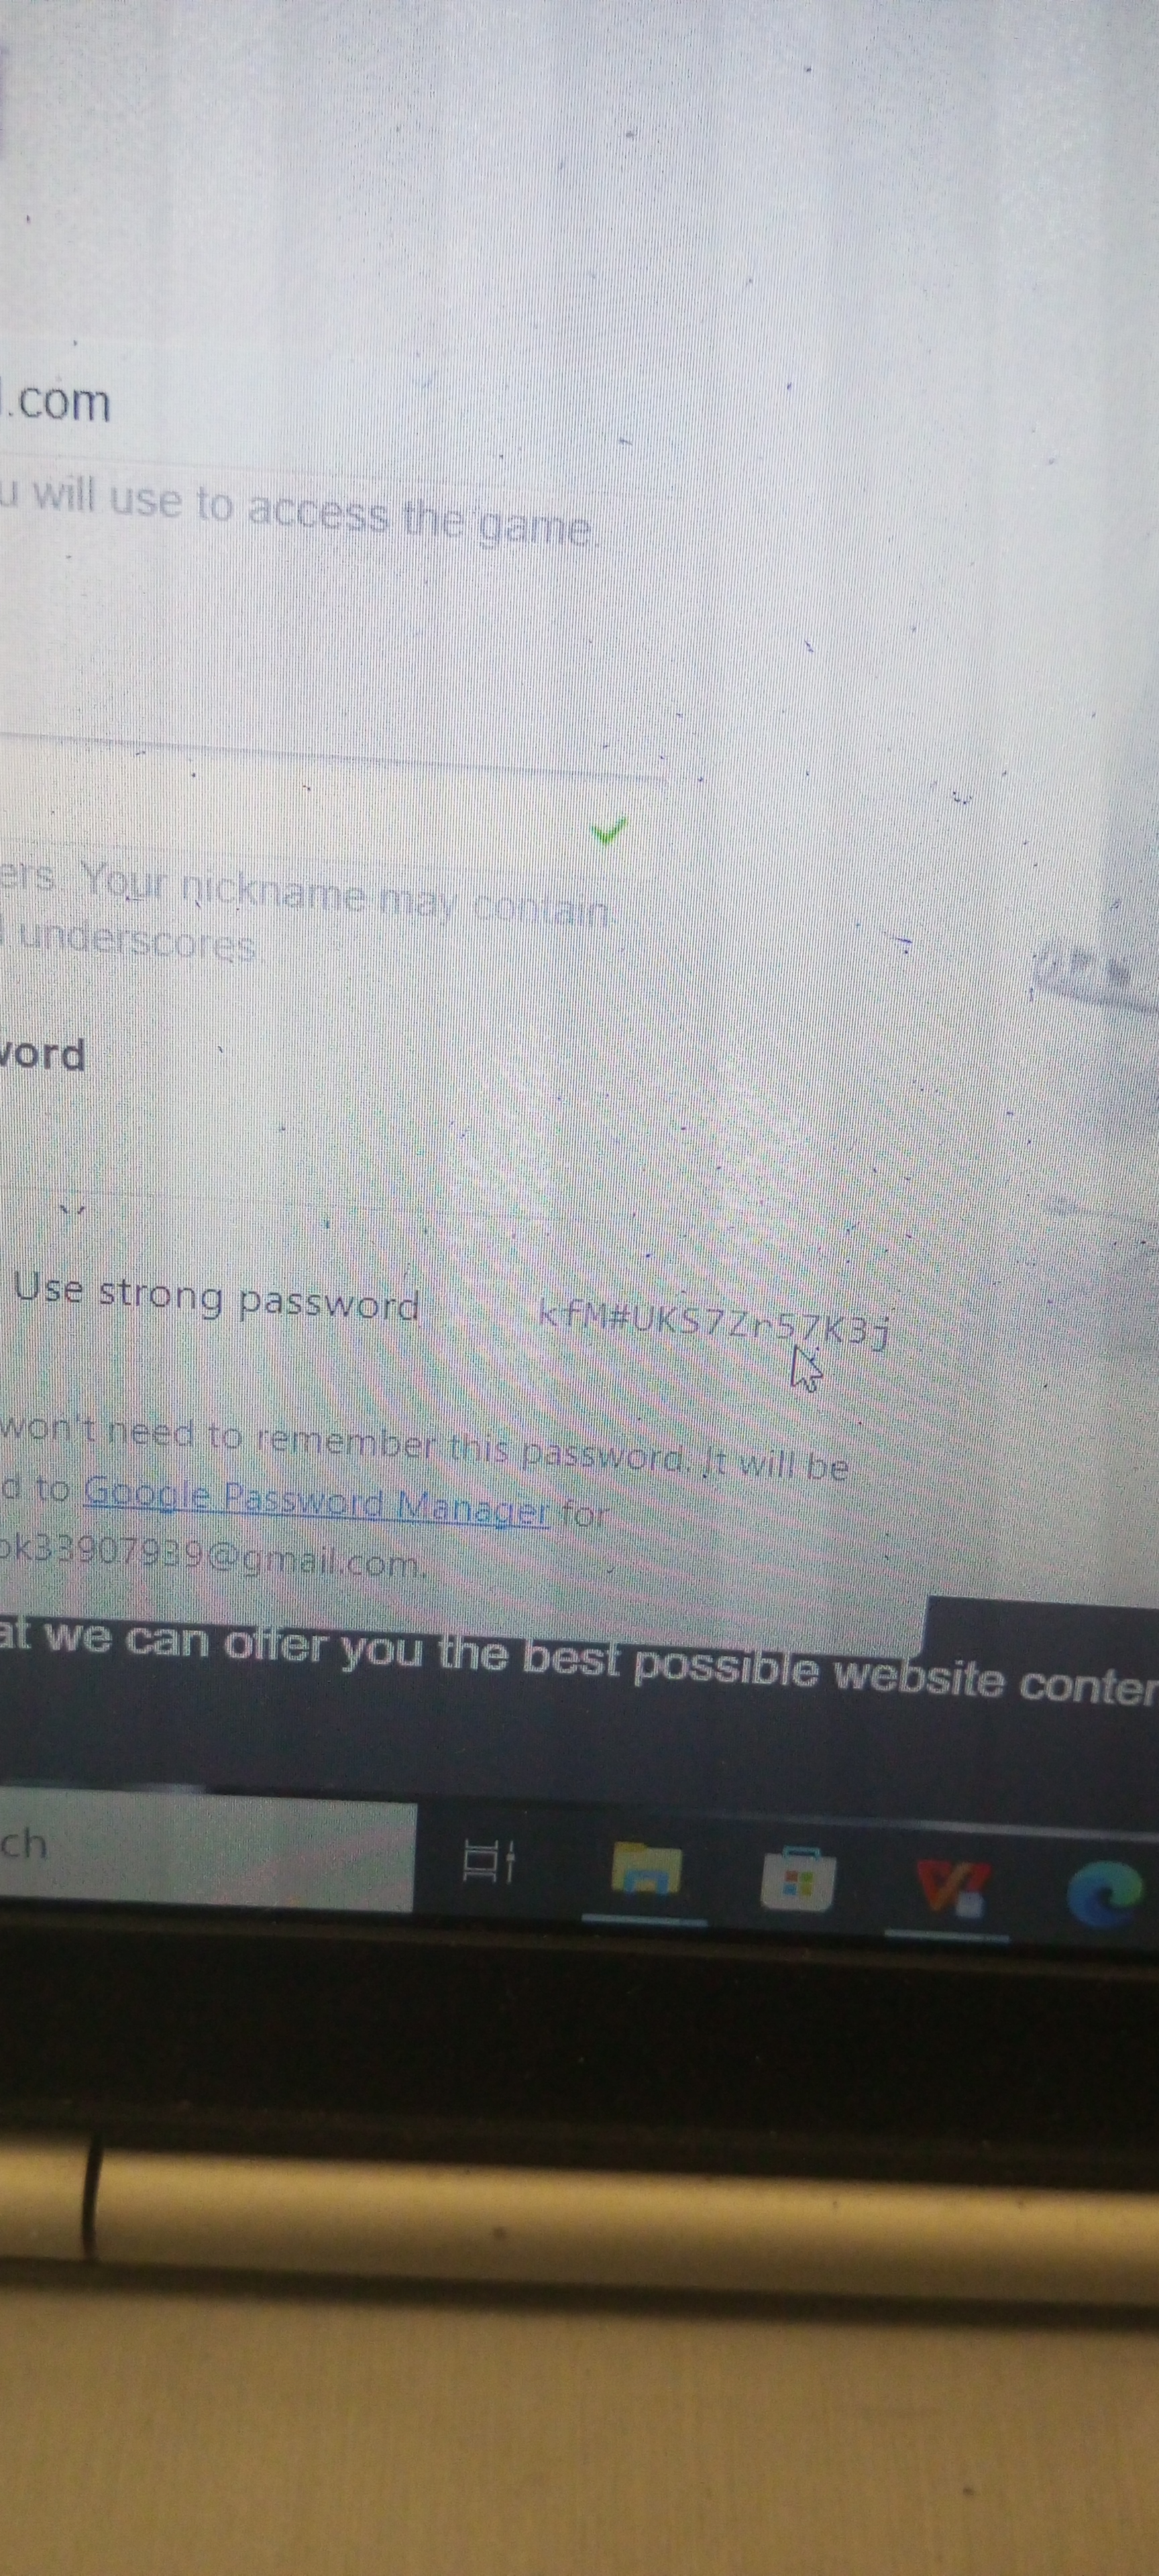 .com
u will use to access the game.
ers. Your nickname may contain
underscores
word
Use strong password kfM#UKS7Zr57K3j
won't need to remember this password. It will be
d to Google Password Manager for
ok33907939@gmail.com.
at we can offer you the best possible website conten
ch